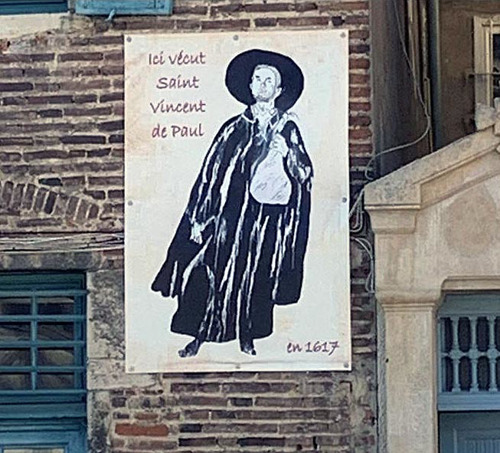 Ici vécut
Saint
Vincent
de Paul
en 1617